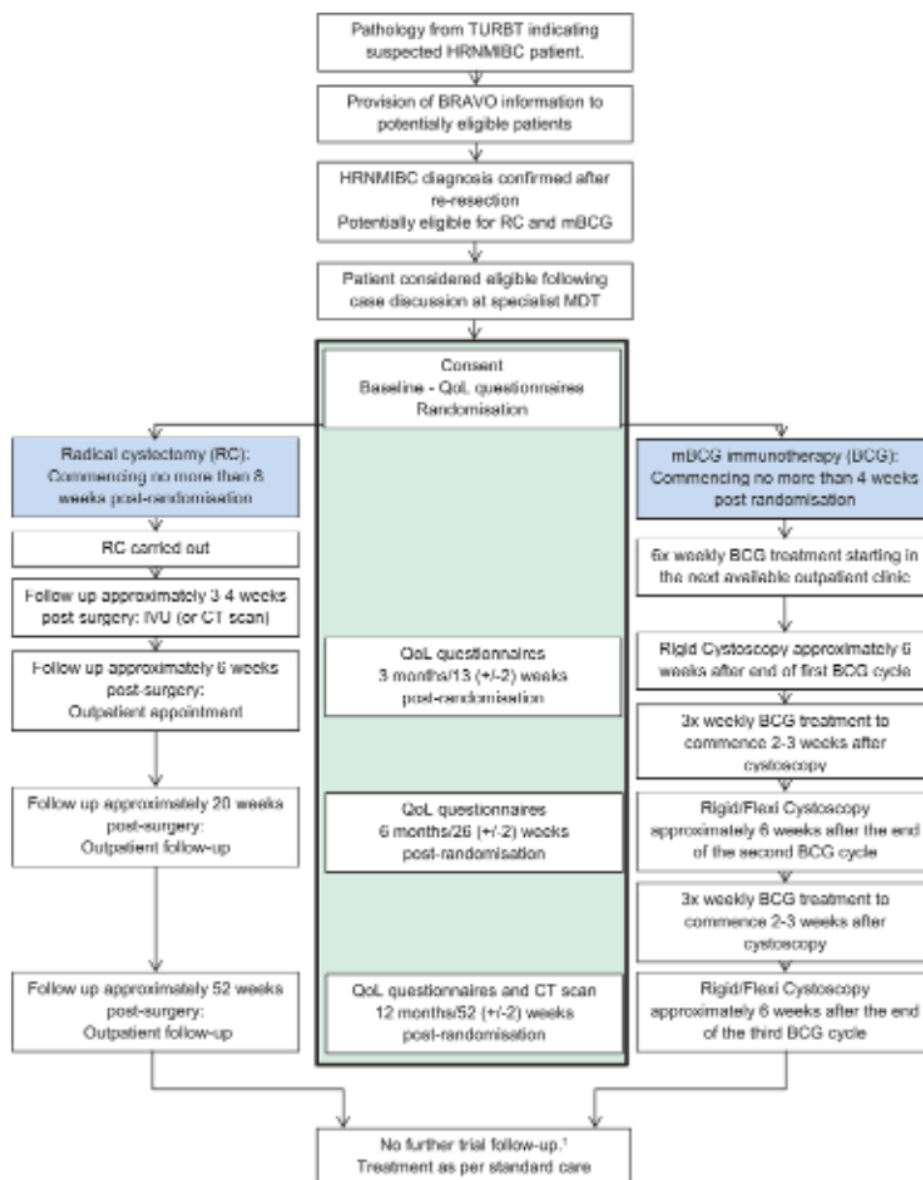 Pathology from TURBT indicating
suspected HRNMIBC patient.
Provision of BRAVO information to
potentially eligible patients
HRNMIBC diagnosis confirmed after
re-resection
Potentially eligible for RC and mBCG
Patient considered eligible following
case discussion at specialist MDT
Consent
Baseline - QoL questionnaires
Randomisation
Radical cystectomy (RC):
Commencing no more than 8
weeks post-randomisation
RC carried out
Follow up approximately 3-4 weeks
post surgery: IVU (or CT scan)
Follow up approximately 6 weeks
post-surgery:
Outpatient appointment
Follow up approximately 20 weeks
post-surgery:
Outpatient follow-up
Follow up approximately 52 weeks
post-surgery:
Outpatient follow-up
QoL questionnaires
3 months/13 (+/-2) weeks
post-randomisation
QoL questionnaires
6 months/26 (+/-2) weeks
post-randomisation
QoL questionnaires and CT scan
12 months/52 (+/-2) weeks
post-randomisation
mBCG immunotherapy (BCG):
Commencing no more than 4 weeks
post randomisation
6x weekly BCG treatment starting in
the next available outpatient clinic
Rigid Cystoscopy approximately 6
weeks after end of first BCG cycle
3x weekly BCG treatment to
commence 2-3 weeks after
cystoscopy
Rigid/Flexi Cystoscopy
approximately 6 weeks after the end
of the second BCG cycle
3x weekly BCG treatment to
commence 2-3 weeks after
cystoscopy
Rigid/Flexi Cystoscopy
approximately 6 weeks after the end
of the third BCG cycle
No further trial follow-up.¹
Treatment as per standard care